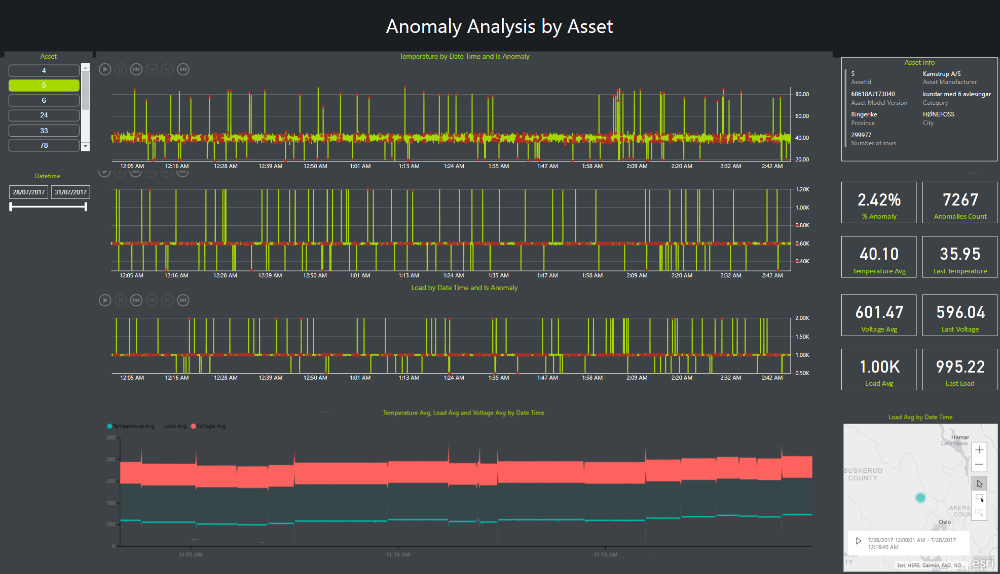 Anomaly Analysis by Asset
Asset
4
5
6
24
33
78
Datetime
28/07/2017 31/07/2017
Temperature by Date Time and Is Anomaly
80.00
60.00
40.00
20.00
12:05 AM 12:16 AM 12:28 AM 12:39 AM 12:50 AM 1:01 AM 1:13 AM 1:24 AM 1:35 AM 1:47 AM 1:58 AM 2:09 AM 2:20 AM 2:32 AM 2:42 AM
1.20K
1.00K
0.80K
0.60K
0.40K
12:05 AM 12:16 AM 12:28 AM 12:39 AM 12:50 AM 1:01 AM 1:13 AM 1:24 AM 1:35 AM 1:47 AM 1:58 AM 2:09 AM 2:20 AM 2:32 AM 2:42 AM
Load by Date Time and Is Anomaly
2.00K
1.50K
1.00K
0.50K
12:05 AM 12:16 AM 12:28 AM 12:39 AM 12:50 AM 1:01 AM 1:13 AM 1:24 AM 1:35 AM 1:47 AM 1:58 AM 2:09 AM 2:20 AM 2:32 AM 2:42 AM
Temperature Avg, Load Avg and Voltage Avg by Date Time
Temperature Avg Load Avg Voltage Avg
500
000
500
000
500
0
11:05 AM 11:10 AM 11:15 AM
Asset Info
5 Kamstrup A/S
AssetId Asset Manufacturer
68618AJ173040 kundar med 6 avlesingar
Asset Model Version Category
Ringerike HØNEFOSS
Province City
299977
Number of rows
2.42% 7267
% Anomaly Anomalies Count
40.10 35.95
Temperature Avg Last Temperature
601.47 596.04
Voltage Avg Last Voltage
1.00K 995.22
Load Avg Last Load
Load Avg by Date Time
Hamar
Lake Mjøsa
BUSKERUD
COUNTY
AKERS
COUN
Oslo
7/28/2017 12:00:01 AM - 7/28/2017
12:16:40 AM
TY
Esri, HERE, Garmin, FAO, NO...
esri